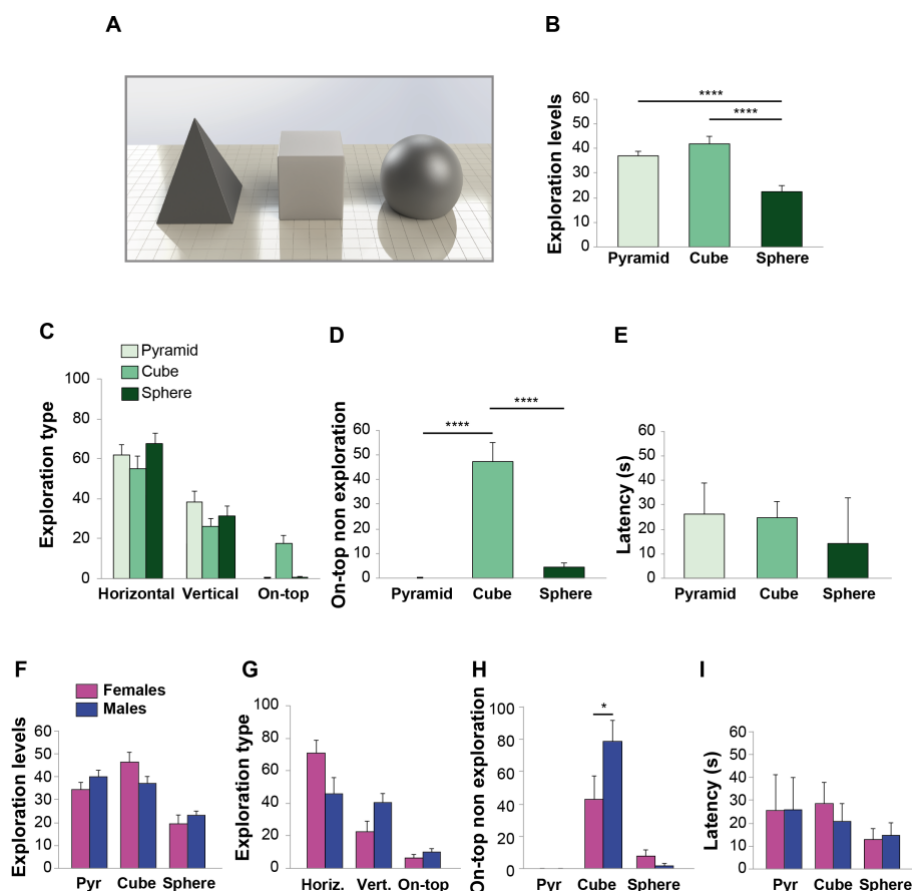 A
B
Exploration levels
60
50
40
30
20
10
0
****
****
Pyramid Cube Sphere
C
Pyramid
Cube
Sphere
Exploration type
100
80
60
40
20
0
Horizontal Vertical On-top
D
On-top non exploration
60
50
40
30
20
10
0
****
****
Pyramid Cube Sphere
E
Latency (s)
60
50
40
30
20
10
0
Pyramid Cube Sphere
F
Females
Males
Exploration levels
60
50
40
30
20
10
0
Pyr Cube Sphere
G
Exploration type
100
80
60
40
20
0
Horiz. Vert. On-top
H
On-top non exploration
100
80
60
40
20
0
*
Pyr Cube Sphere
I
Latency (s)
60
50
40
30
20
10
0
Pyr Cube Sphere